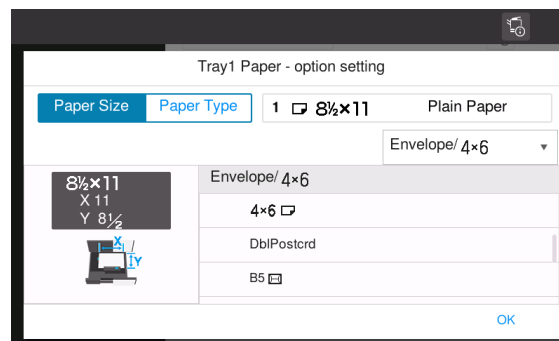 Tray1 Paper - option setting
Paper Size Paper Type 1 8½×11 Plain Paper
Envelope/ 4×6
8½×11
X 11
Y 8½
Envelope/ 4×6
4×6
DblPostcrd
B5
X
Y
OK